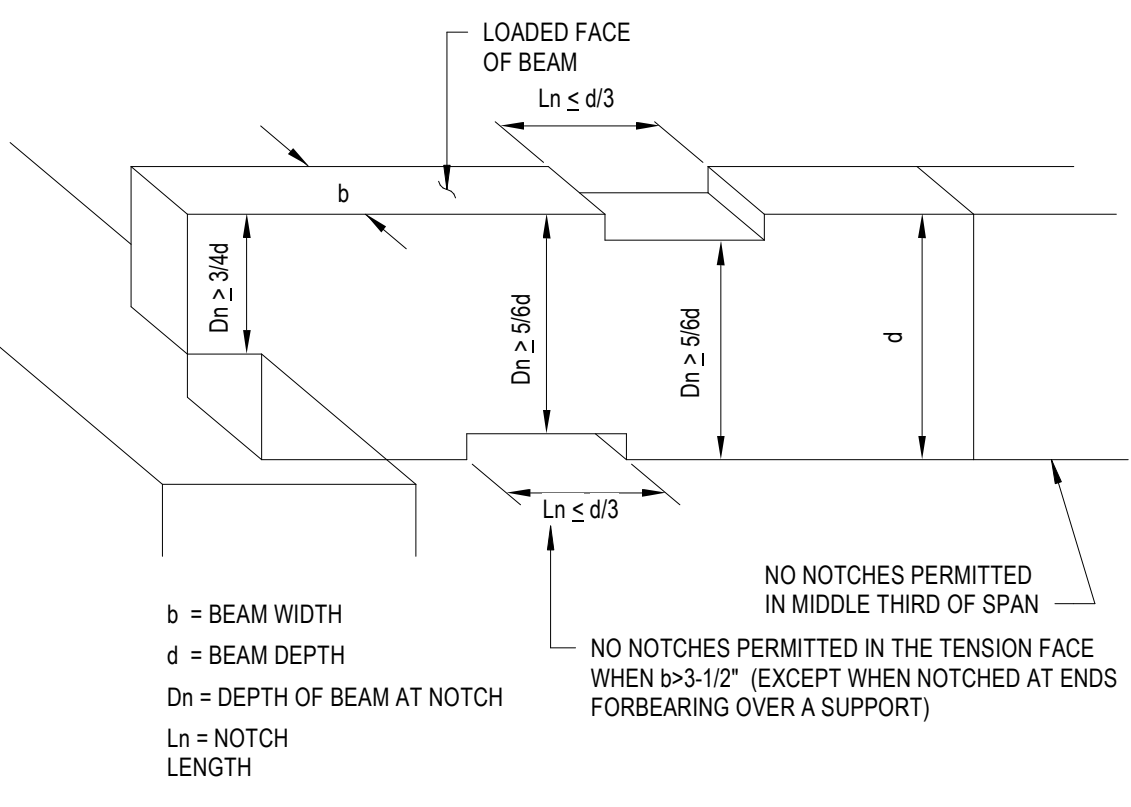 LOADED FACE
OF BEAM
Ln ≤ d/3
b
Dn ≥ 3/4d
Dn ≥ 5/6d
Dn ≥ 5/6d
d
Ln ≤ d/3
NO NOTCHES PERMITTED
IN MIDDLE THIRD OF SPAN
b = BEAM WIDTH
d = BEAM DEPTH
Dn = DEPTH OF BEAM AT NOTCH
Ln = NOTCH
LENGTH
NO NOTCHES PERMITTED IN THE TENSION FACE
WHEN b>3-1/2" (EXCEPT WHEN NOTCHED AT ENDS
FORBEARING OVER A SUPPORT)